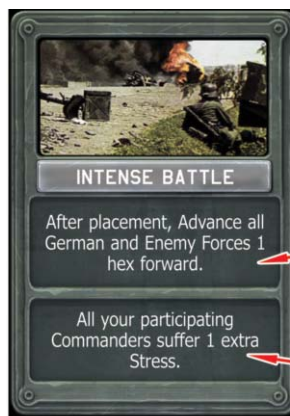 INTENSE BATTLE
After placement, Advance all
German and Enemy Forces 1
hex forward.
All your participating
Commanders suffer 1 extra
Stress.